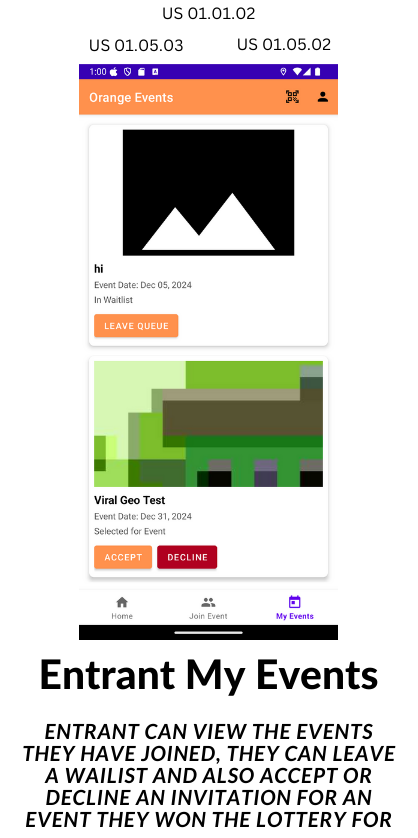 US 01.01.02
US 01.05.03
US 01.05.02
1:00
Orange Events
hi
Event Date: Dec 05, 2024
In Waitlist
LEAVE QUEUE
Viral Geo Test
Event Date: Dec 31, 2024
Selected for Event
ACCEPT
DECLINE
Home
Join Event
My Events
Entrant My Events
ENTRANT CAN VIEW THE EVENTS
THEY HAVE JOINED, THEY CAN LEAVE
A WAILIST AND ALSO ACCEPT OR
DECLINE AN INVITATION FOR AN
EVENT THEY WON THE LOTTERY FOR